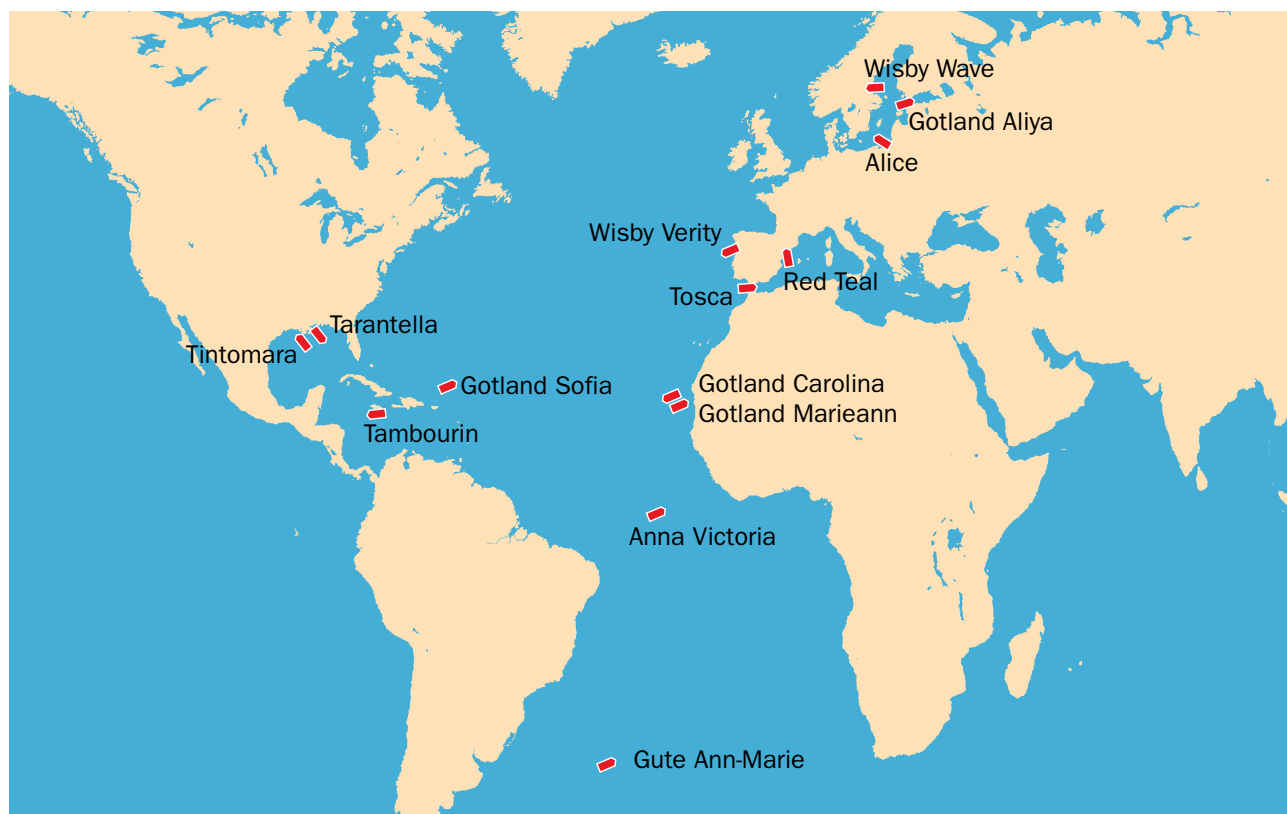 Wisby Wave
Gotland Aliya
Alice
Wisby Verity
Red Teal
Tosca
Tarantella
Tintomara
Gotland Sofia
Gotland Carolina
Gotland Marieann
Tambourin
Anna Victoria
Gute Ann-Marie